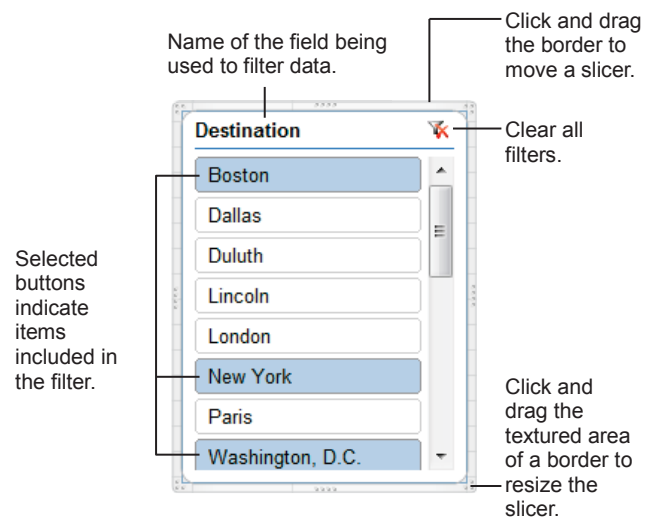 Name of the field being
used to filter data.
Click and drag
the border to
move a slicer.
Destination
Clear all
filters.
Boston
Dallas
Duluth
Lincoln
London
New York
Paris
Washington, D.C.
Selected
buttons
indicate
items
included in
the filter.
Click and
drag the
textured area
of a border to
resize the
slicer.